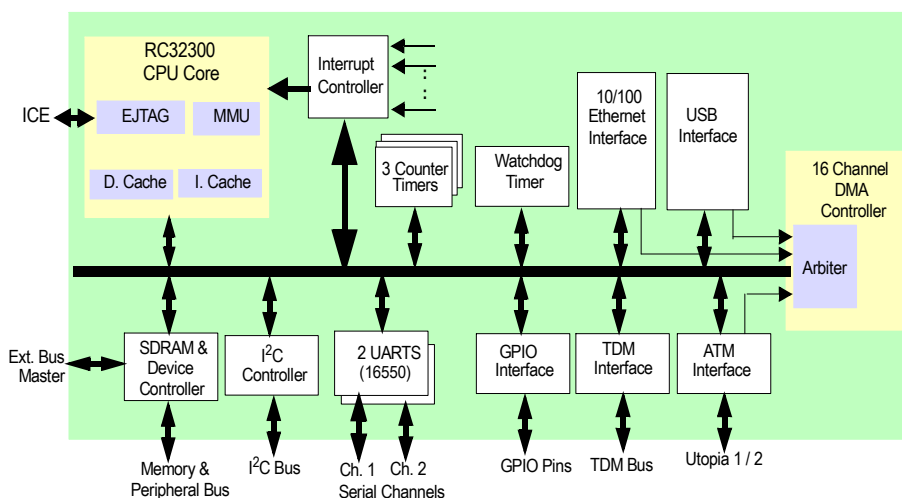 RC32300
CPU Core
EJTAG
MMU
D. Cache
I. Cache
ICE
Interrupt
Controller
3 Counter
Timers
Watchdog
Timer
10/100
Ethernet
Interface
USB
Interface
16 Channel
DMA
Controller
Arbiter
Ext. Bus
Master
SDRAM &
Device
Controller
I²C
Controller
2 UARTS
(16550)
GPIO
Interface
TDM
Interface
ATM
Interface
Memory &
Peripheral Bus
I²C Bus
Ch. 1
Ch. 2
Serial Channels
GPIO Pins
TDM Bus
Utopia 1 / 2